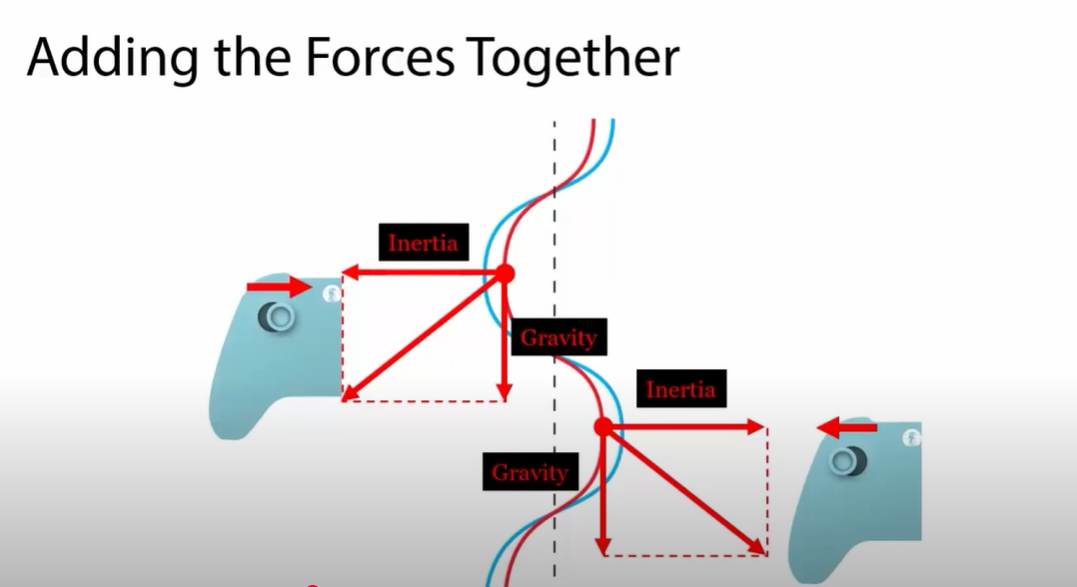 Adding the Forces Together
Inertia
Gravity
Inertia
Gravity